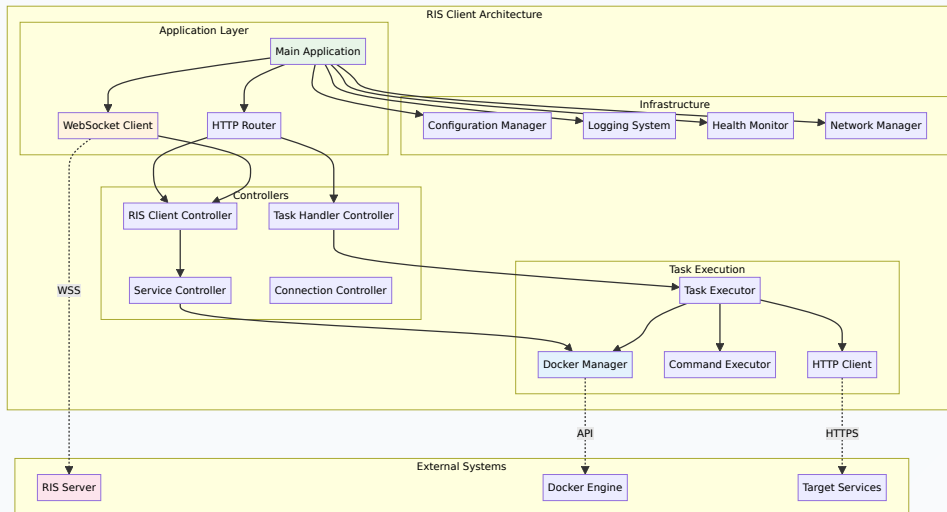 RIS Client Architecture
Application Layer
Main Application
WebSocket Client
HTTP Router
Infrastructure
Configuration Manager
Logging System
Health Monitor
Network Manager
Controllers
RIS Client Controller
Task Handler Controller
Service Controller
Connection Controller
Task Execution
Task Executor
Docker Manager
Command Executor
HTTP Client
WSS
API
HTTPS
External Systems
RIS Server
Docker Engine
Target Services